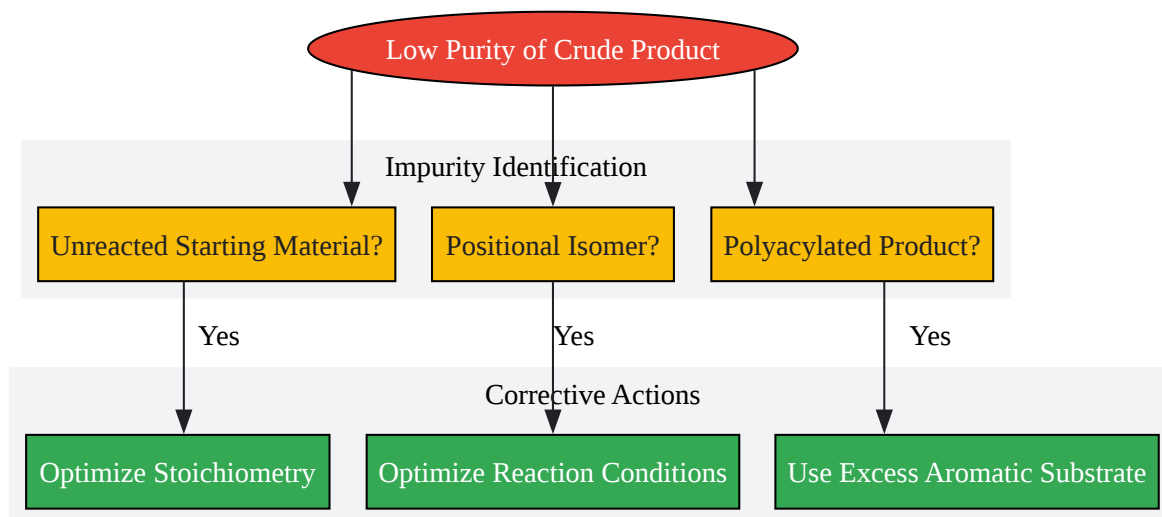 Low Purity of Crude Product
Impurity Identification
Unreacted Starting Material?
Positional Isomer?
Polyacylated Product?
Yes
Yes
Yes
Corrective Actions
Optimize Stoichiometry
Optimize Reaction Conditions
Use Excess Aromatic Substrate